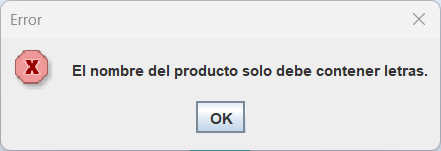 Error
El nombre del producto solo debe contener letras.
OK